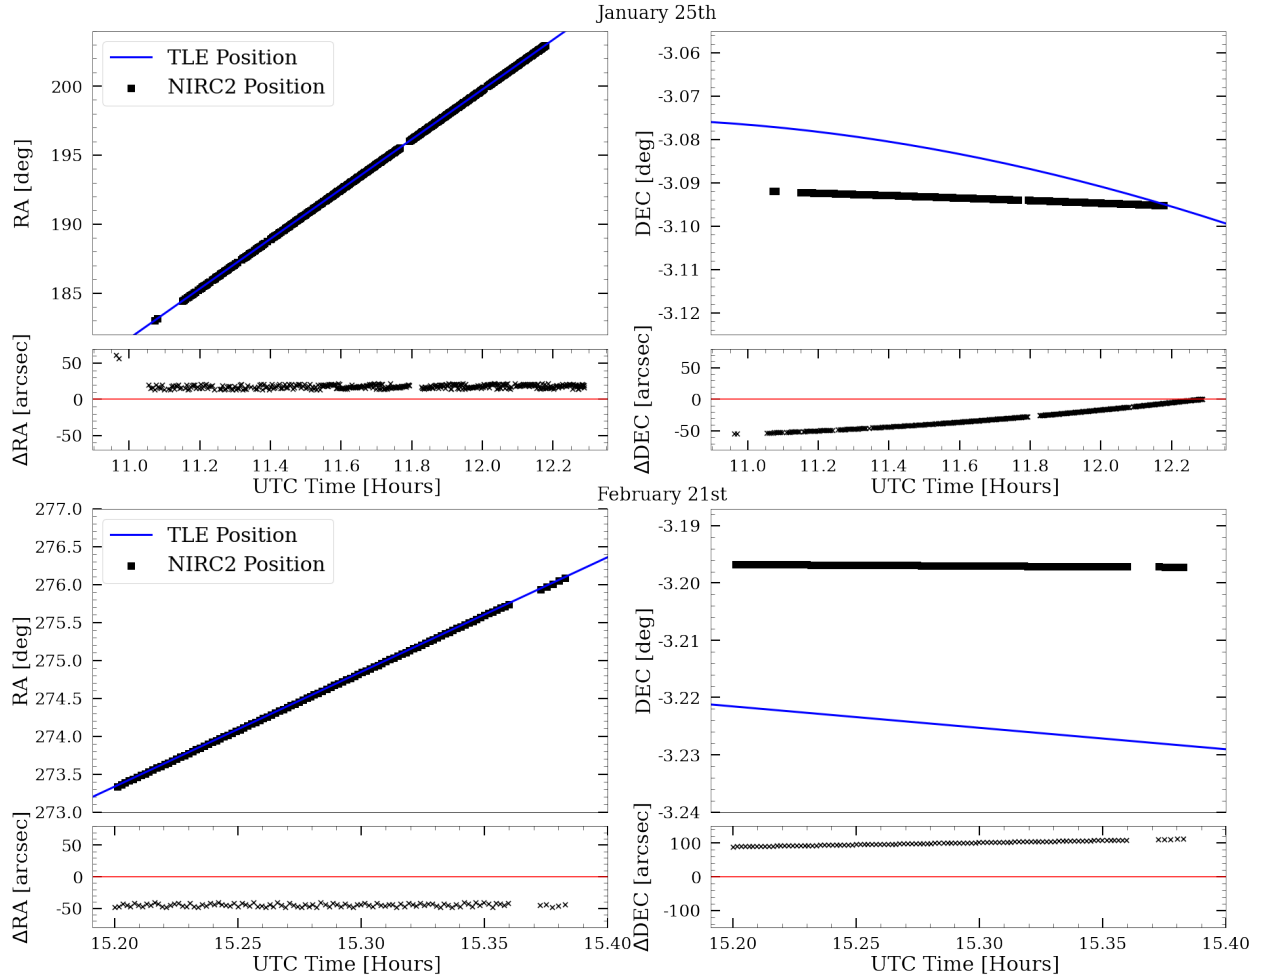 January 25th
TLE Position
NIRC2 Position
RA [deg]
200
195
190
185
DEC [deg]
-3.06
-3.07
-3.08
-3.09
-3.10
-3.11
-3.12
ΔRA [arcsec]
50
0
-50
11.0 11.2 11.4 11.6 11.8 12.0 12.2
UTC Time [Hours]
ΔDEC [arcsec]
50
0
-50
11.0 11.2 11.4 11.6 11.8 12.0 12.2
UTC Time [Hours]
February 21st
TLE Position
NIRC2 Position
RA [deg]
277.0
276.5
276.0
275.5
275.0
274.5
274.0
273.5
273.0
DEC [deg]
-3.19
-3.20
-3.21
-3.22
-3.23
-3.24
ΔRA [arcsec]
50
0
-50
15.20 15.25 15.30 15.35 15.40
UTC Time [Hours]
ΔDEC [arcsec]
100
0
-100
15.20 15.25 15.30 15.35 15.40
UTC Time [Hours]